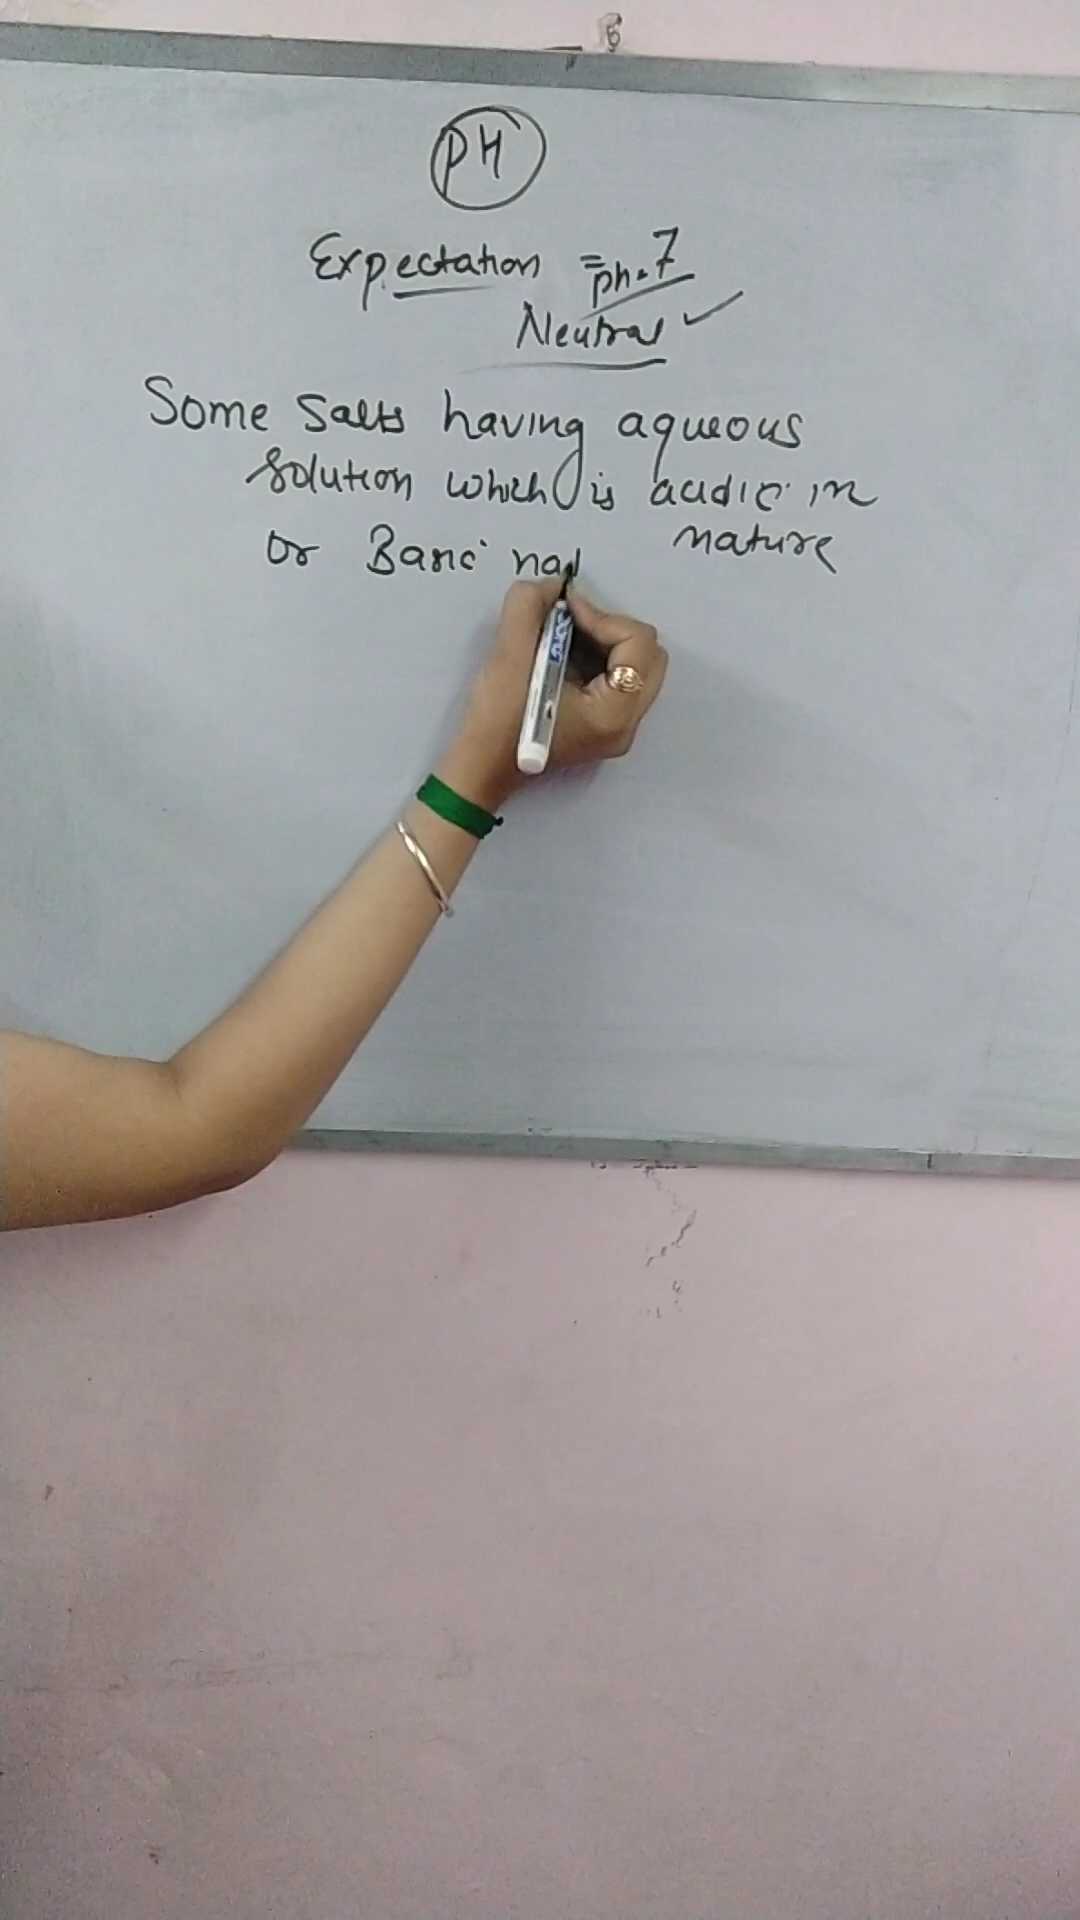 PH
Expectation = ph = 7
Neutral ✓
Some Salts having aqueous
solution which is acidic in
nature
or Basic nat